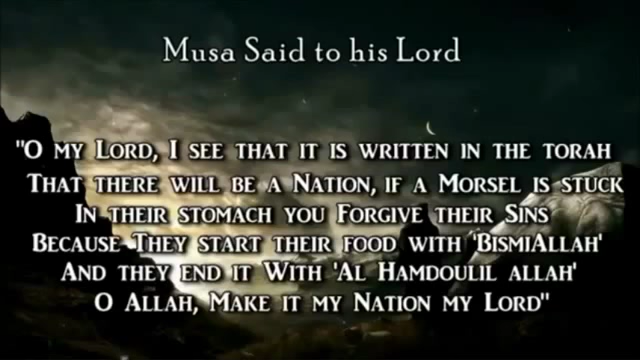 Musa Said to his Lord
"O my Lord, I see that it is written in the torah
That there will be a Nation, if a Morsel is stuck
In their stomach you Forgive their Sins
Because They start their food with 'BismiAllah'
And they end it With 'Al Hamdoulil allah'
O Allah, Make it my Nation my Lord"